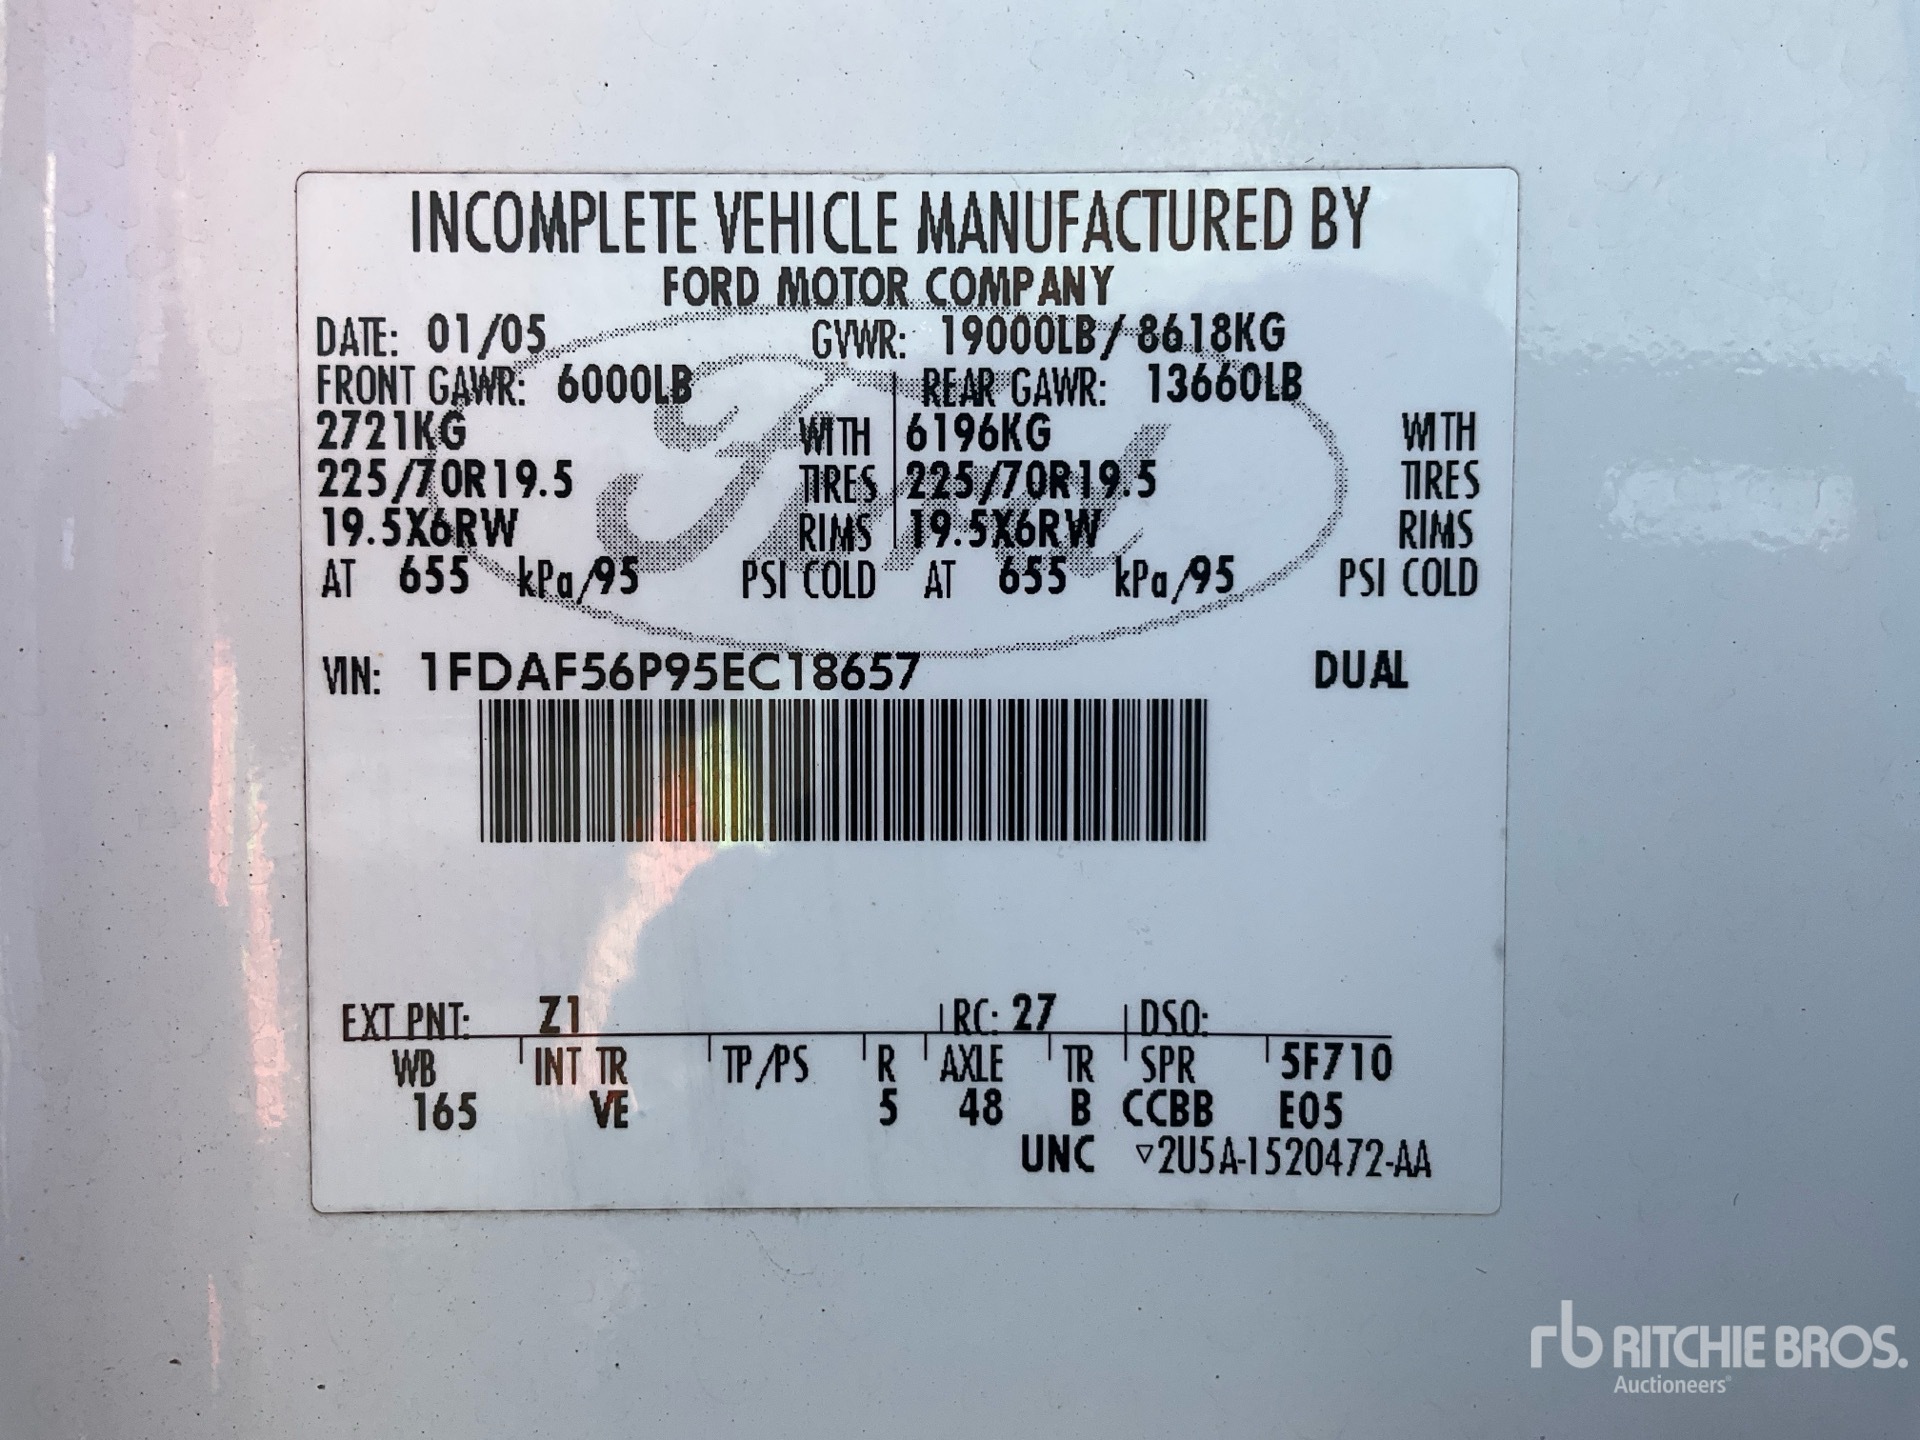 INCOMPLETE VEHICLE MANUFACTURED BY
FORD MOTOR COMPANY
DATE: 01/05 GVWR: 19000LB/ 8618KG
FRONT GAWR: 6000LB REAR GAWR: 13660LB
2721KG WITH 6196KG WITH
225/70R19.5 TIRES 225/70R19.5 TIRES
19.5X6RW RIMS 19.5X6RW RIMS
AT 655 kPa/95 PSI COLD AT 655 kPa/95 PSI COLD
VIN: 1FDAF56P95EC18657 DUAL
EXT PNT: Z1 RC: 27 DSO:
WB INT TR TP/PS R AXLE TR SPR 5F710
165 VE 5 48 B CCBB E05
UNC ▽2U5A-1520472-AA
Ford
rb RITCHIE BROS.
Auctioneers®